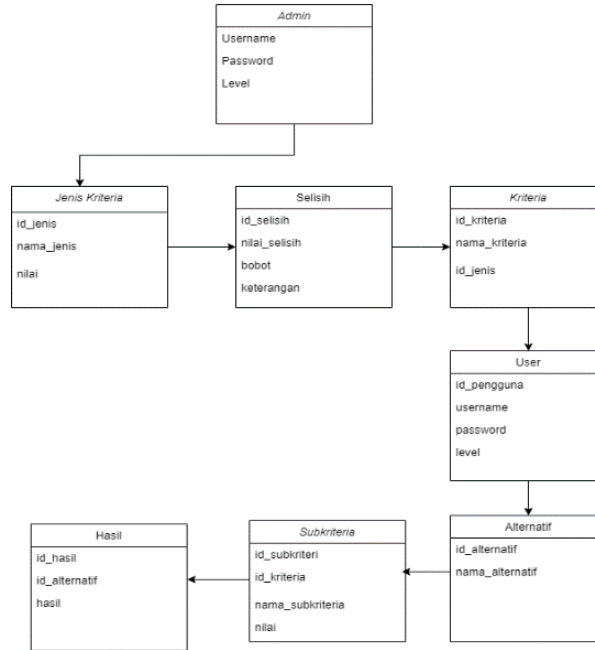 Admin
Username
Password
Level
Jenis Kriteria
id_jenis
nama_jenis
nilai
Selisih
id_selisih
nilai_selisih
bobot
keterangan
Kriteria
id_kriteria
nama_kriteria
id_jenis
User
id_pengguna
username
password
level
Alternatif
id_alternatif
nama_alternatif
Subkriteria
id_subkriteri
id_kriteria
nama_subkriteria
nilai
Hasil
id_hasil
id_alternatif
hasil